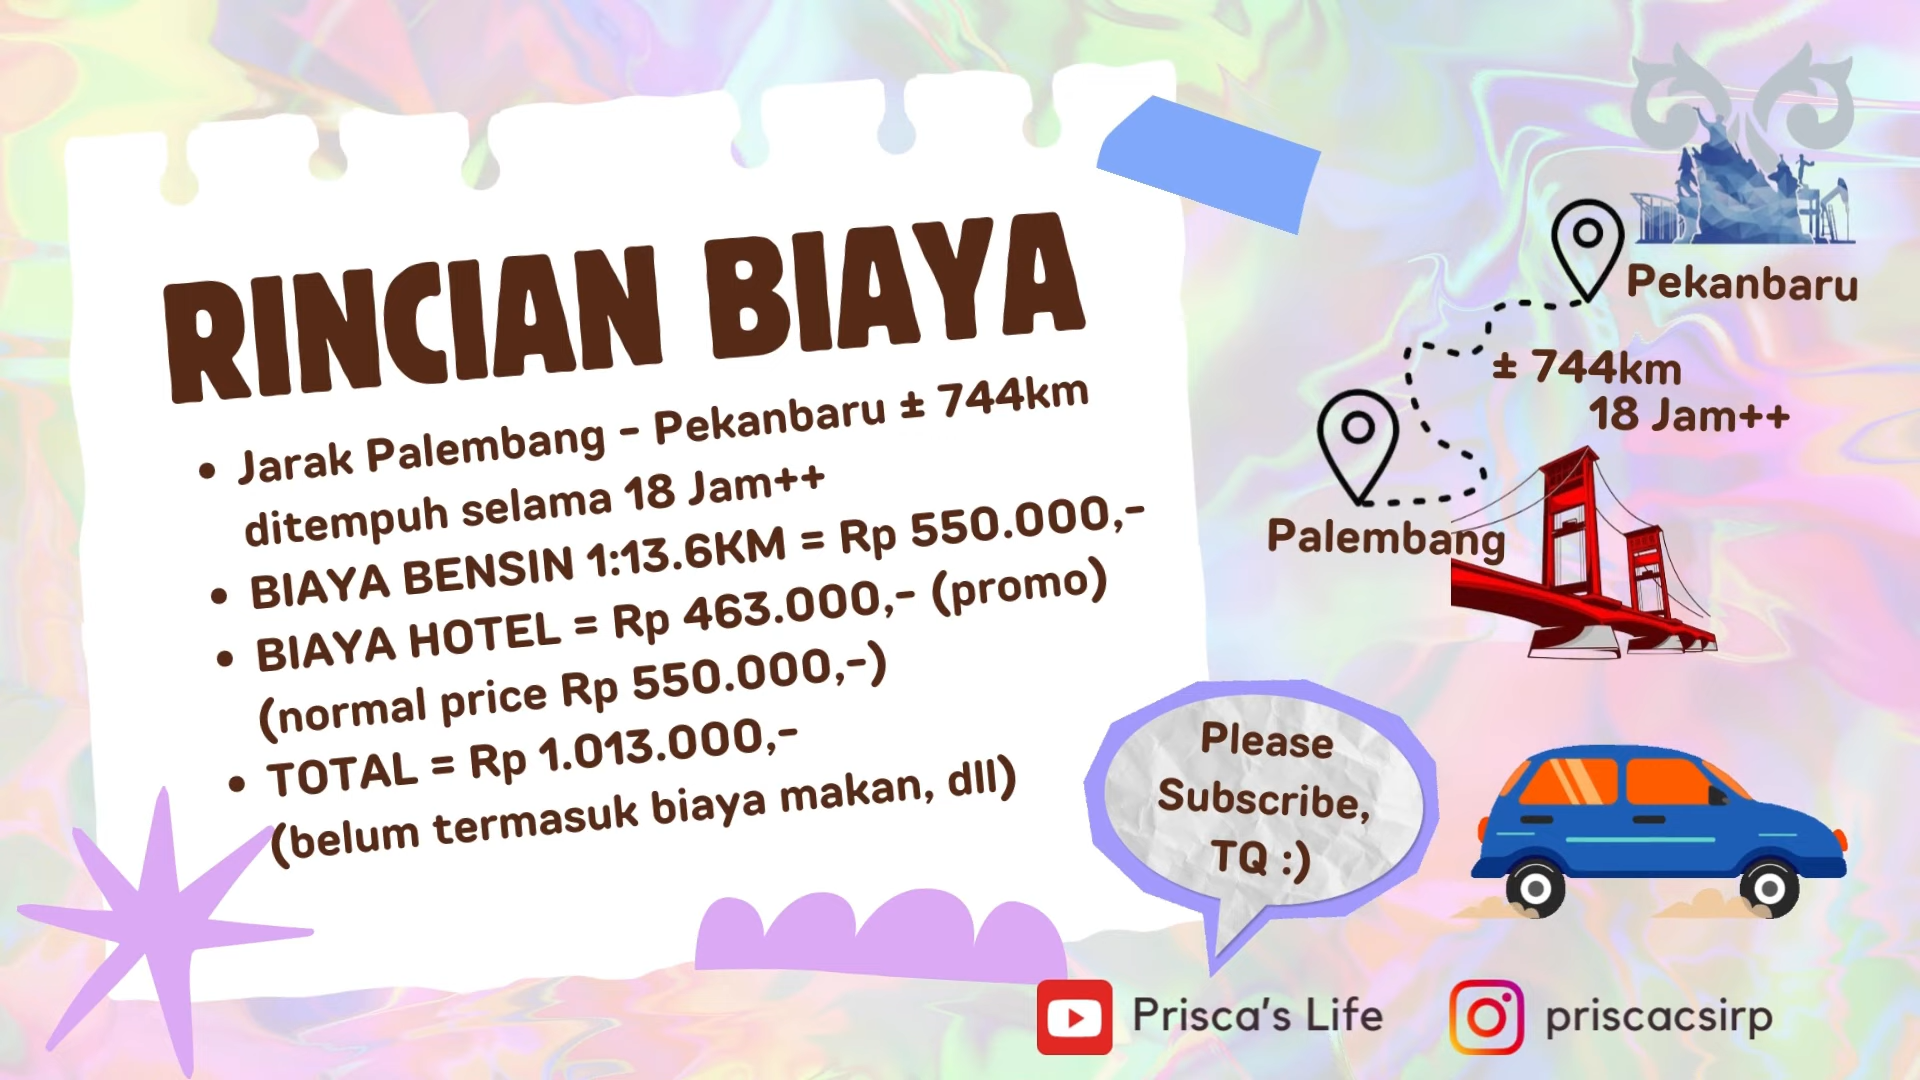 RINCIAN BIAYA
• Jarak Palembang - Pekanbaru ± 744km
ditempuh selama 18 Jam++
• BIAYA BENSIN 1:13.6KM = Rp 550.000,-
• BIAYA HOTEL = Rp 463.000,- (promo)
(normal price Rp 550.000,-)
• TOTAL = Rp 1.013.000,-
(belum termasuk biaya makan, dll)
Pekanbaru
± 744km
18 Jam++
Palembang
Please
Subscribe,
TQ :)
Prisca's Life
priscacsirp